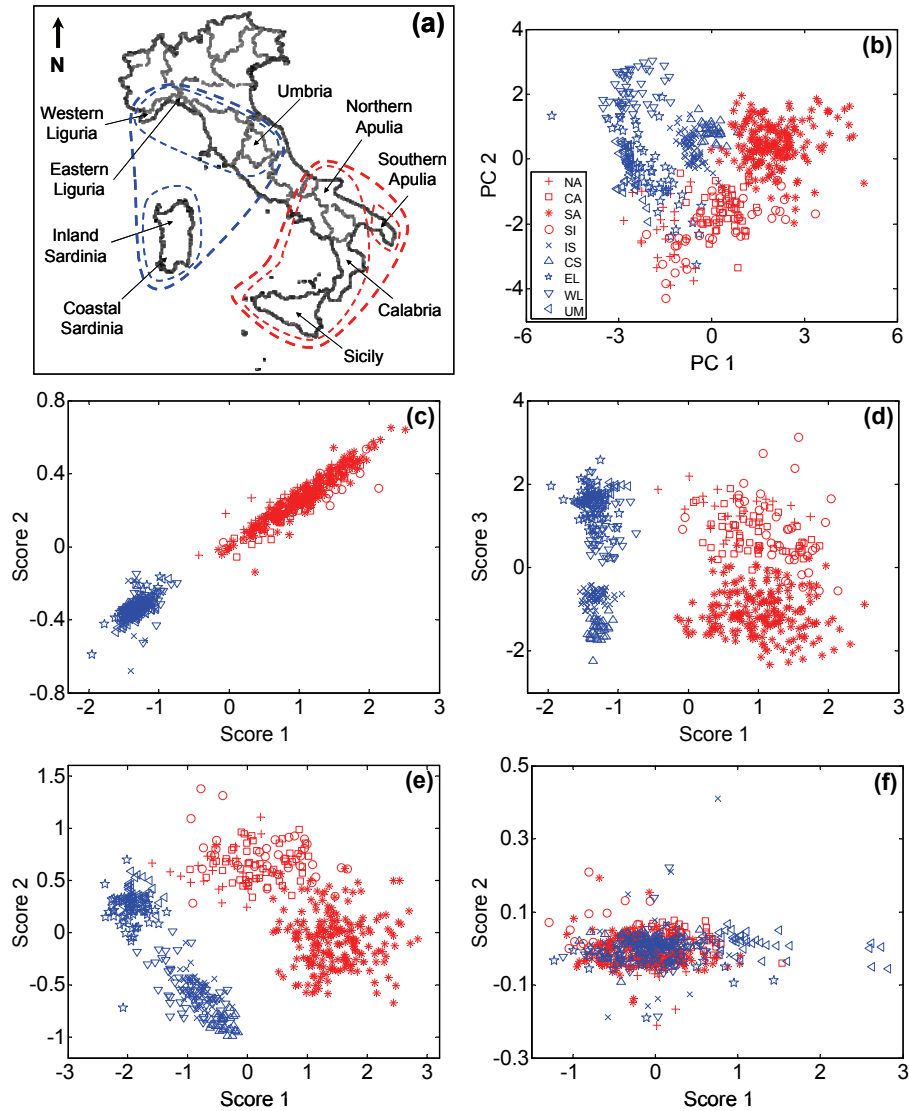 (a)
N
Western
Liguria
Eastern
Liguria
Inland
Sardinia
Coastal
Sardinia
Umbria
Northern
Apulia
Southern
Apulia
Calabria
Sicily
(b)
4
2
0
-2
-4
PC 2
-6
-3
0
3
6
PC 1
NA
CA
SA
SI
IS
CS
EL
WL
UM
(c)
0.8
0.4
0
-0.4
-0.8
Score 2
-2
-1
0
1
2
3
Score 1
(d)
4
2
0
-2
Score 3
-2
-1
0
1
2
3
Score 1
(e)
1.5
1
0.5
0
-0.5
-1
Score 2
-3
-2
-1
0
1
2
3
Score 1
(f)
0.5
0.3
0.1
-0.1
-0.3
Score 2
-1
0
1
2
3
Score 1